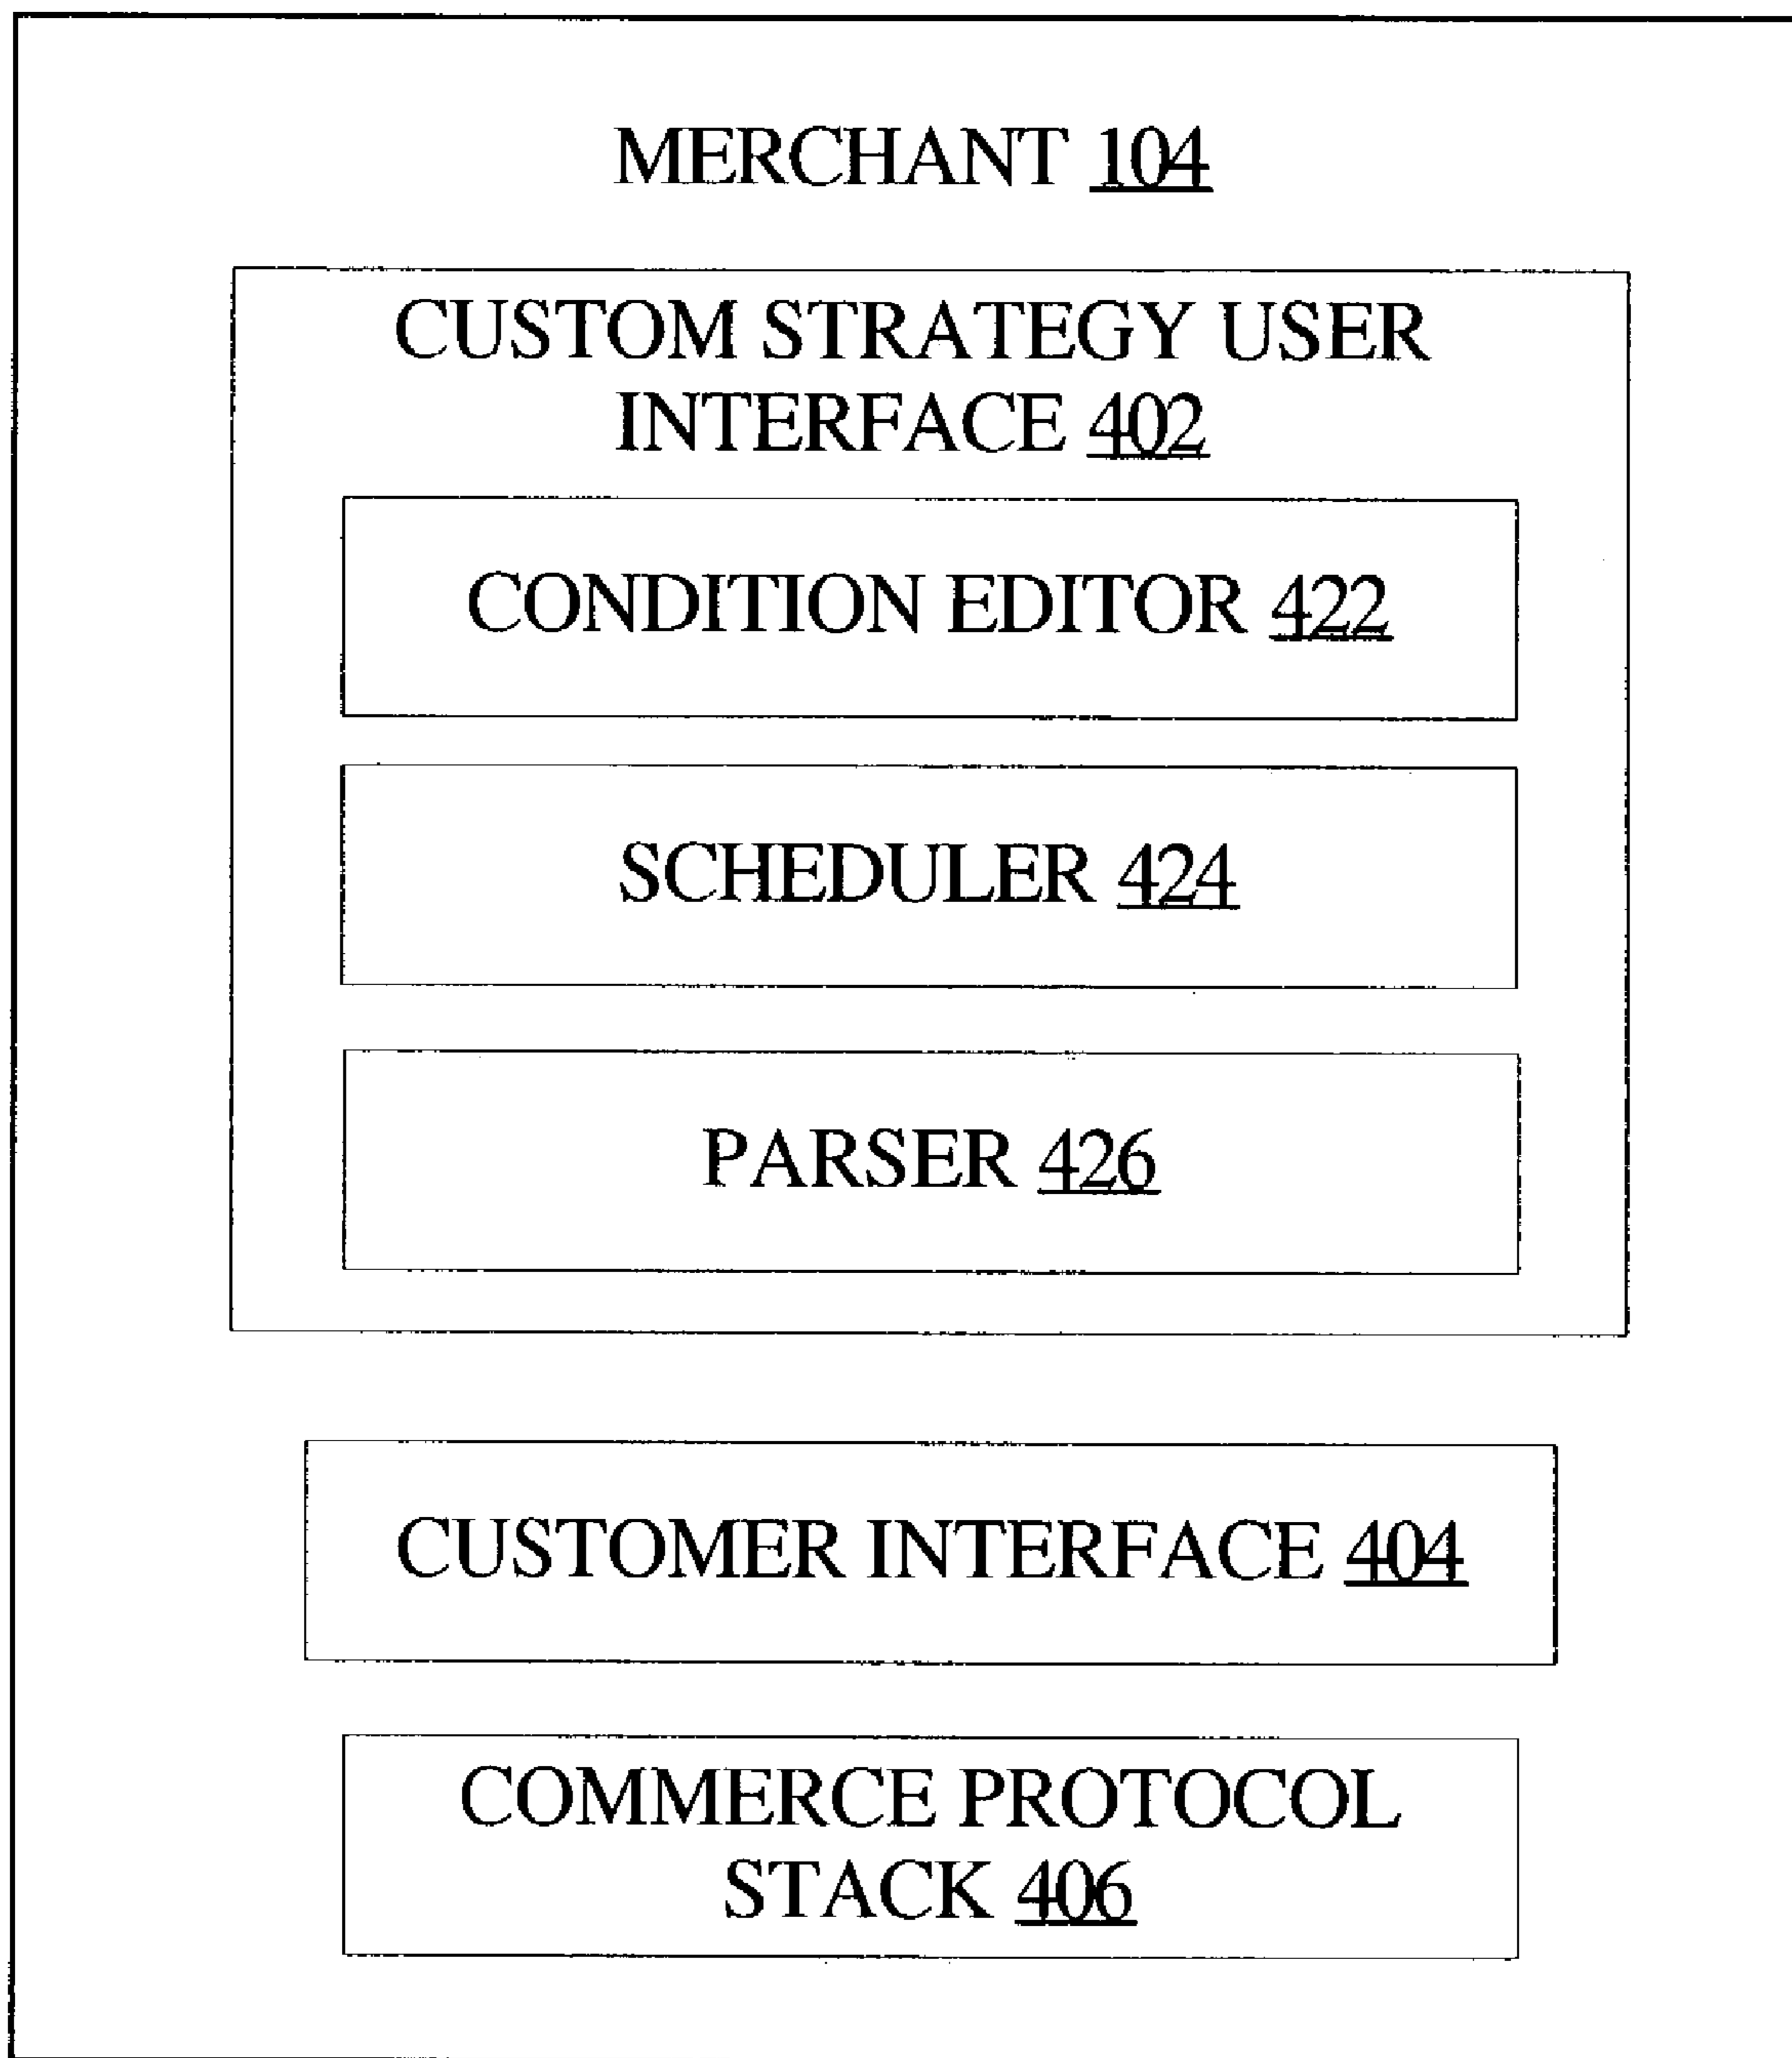 MERCHANT 104
CUSTOM STRATEGY USER
INTERFACE 402
CONDITION EDITOR 422
SCHEDULER 424
PARSER 426
CUSTOMER INTERFACE 404
COMMERCE PROTOCOL
STACK 406